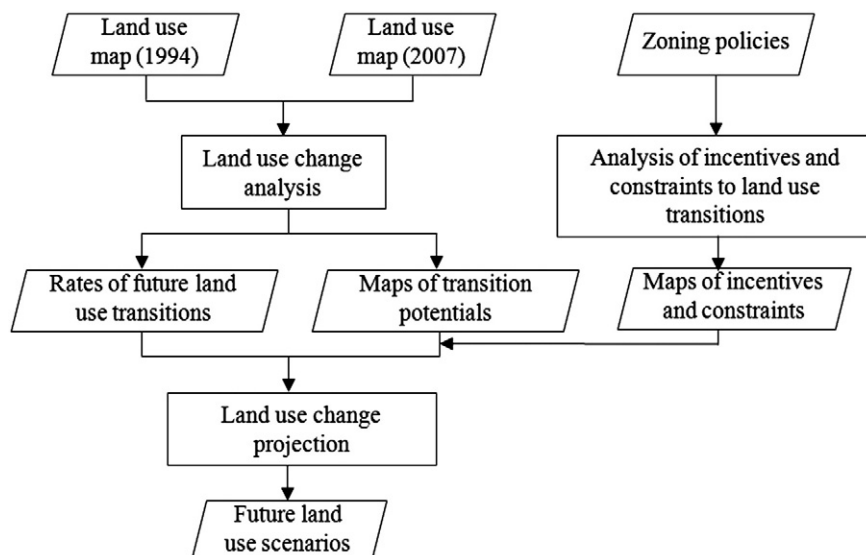 Land use
map (1994)
Land use
map (2007)
Zoning policies
Land use change
analysis
Analysis of incentives and
constraints to land use
transitions
Rates of future land
use transitions
Maps of transition
potentials
Maps of incentives
and constraints
Land use change
projection
Future land
use scenarios